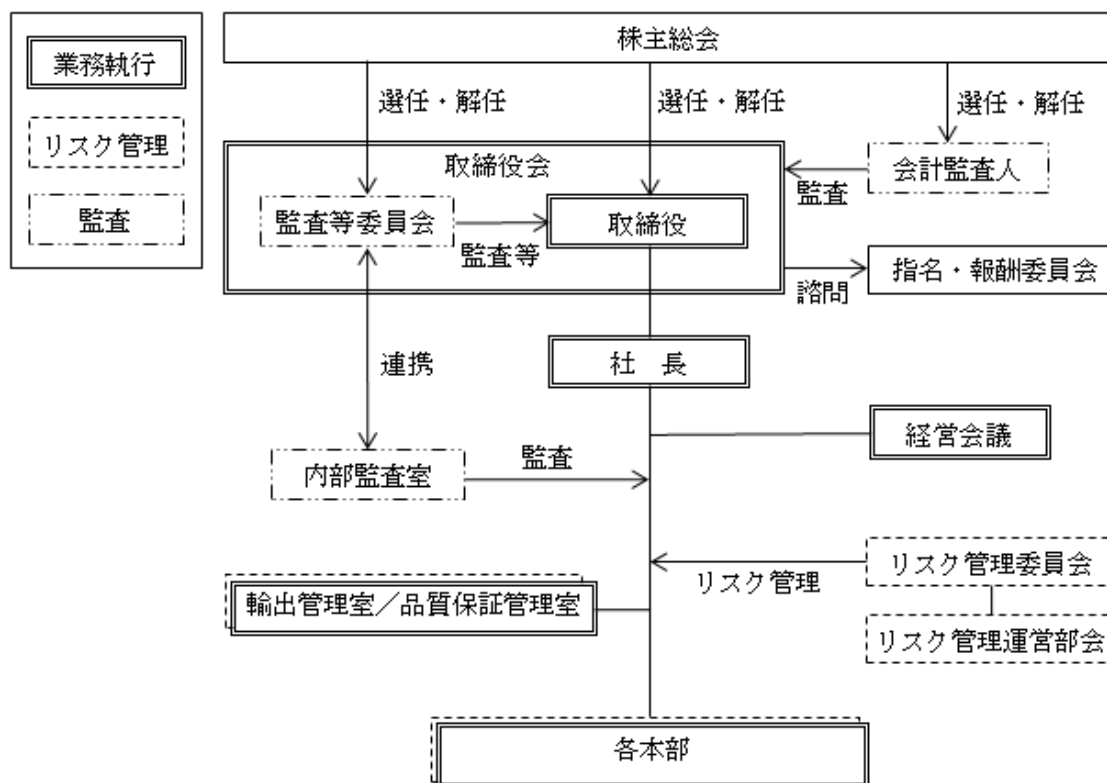 業務執行
リスク管理
監査
株主総会
選任・解任
選任・解任
選任・解任
取締役会
会計監査人
監査
監査等委員会
監査等
取締役
諮問
指名・報酬委員会
連携
社　長
経営会議
内部監査室
監査
リスク管理
リスク管理委員会
輸出管理室／品質保証管理室
リスク管理運営部会
各本部